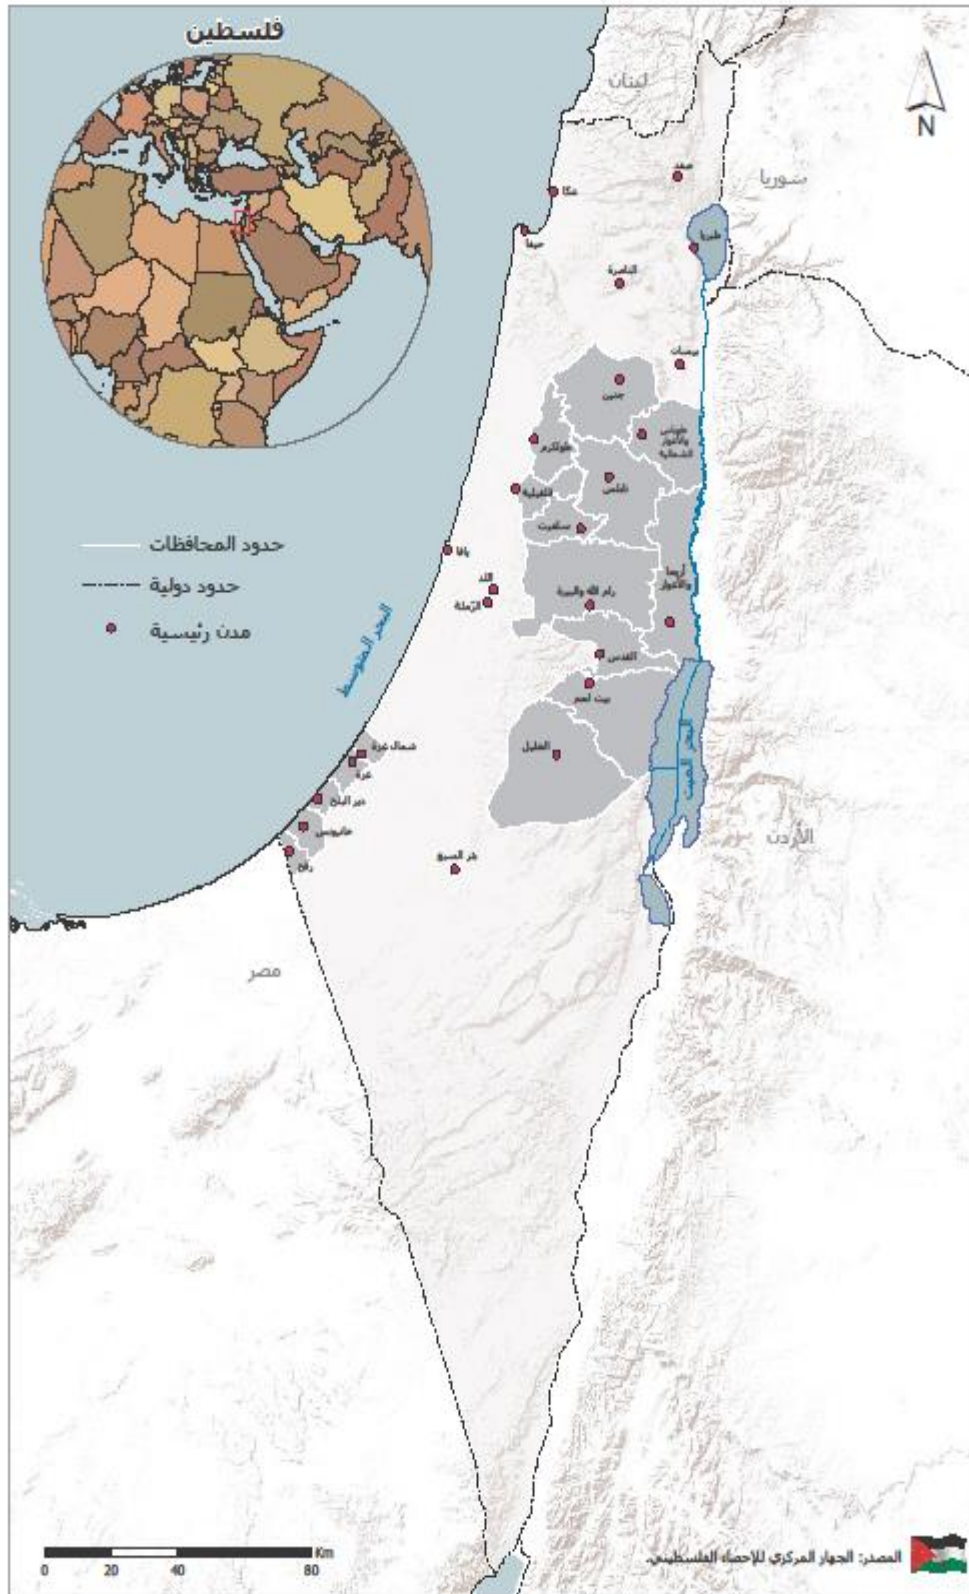 فلسطين
N
لبنان
سوريا
صفد
عكا
حيفا
طبريا
الناصرة
بيسان
جنين
طوباس
والأغوار
الشمالية
طولكرم
نابلس
قلقيلية
سلفيت
يافا
اللد
الرملة
رام الله والبيرة
أريحا
والأغوار
القدس
بيت لحم
الخليل
حدود المحافظات
حدود دولية
مدن رئيسية
البحر المتوسط
البحر الميت
شمال غزة
غزة
دير البلح
خانيونس
رفح
بئر السبع
الأردن
مصر
Km
0 20 40 80
المصدر: الجهاز المركزي للإحصاء الفلسطيني.